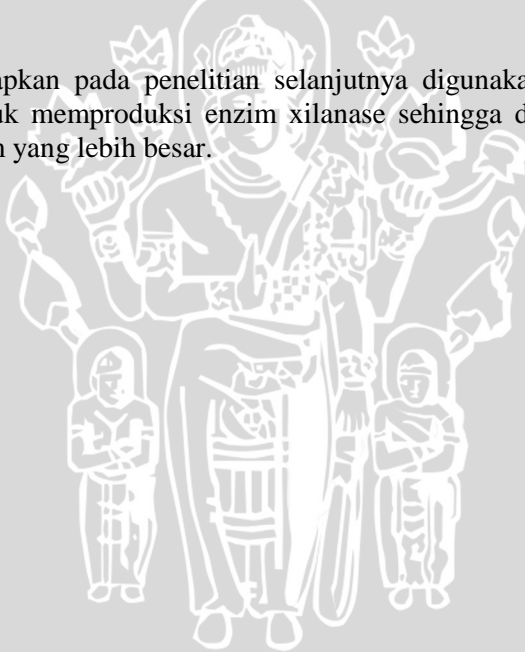 apkan pada penelitian selanjutnya digunaka
uk memproduksi enzim xilanase sehingga d
n yang lebih besar.